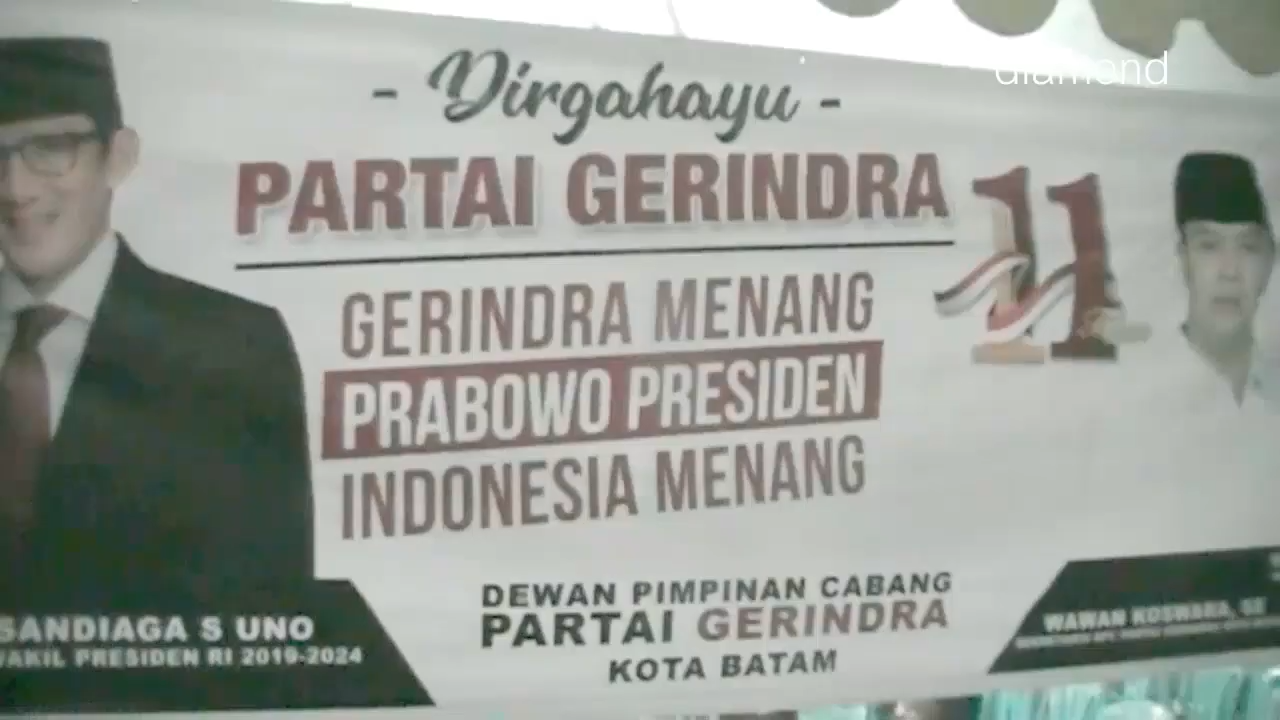 diamond
- Dirgahayu -
PARTAI GERINDRA
11
GERINDRA MENANG
PRABOWO PRESIDEN
INDONESIA MENANG
SANDIAGA S UNO
WAKIL PRESIDEN RI 2019-2024
DEWAN PIMPINAN CABANG
PARTAI GERINDRA
KOTA BATAM
WAWAN KOSWARA, SE